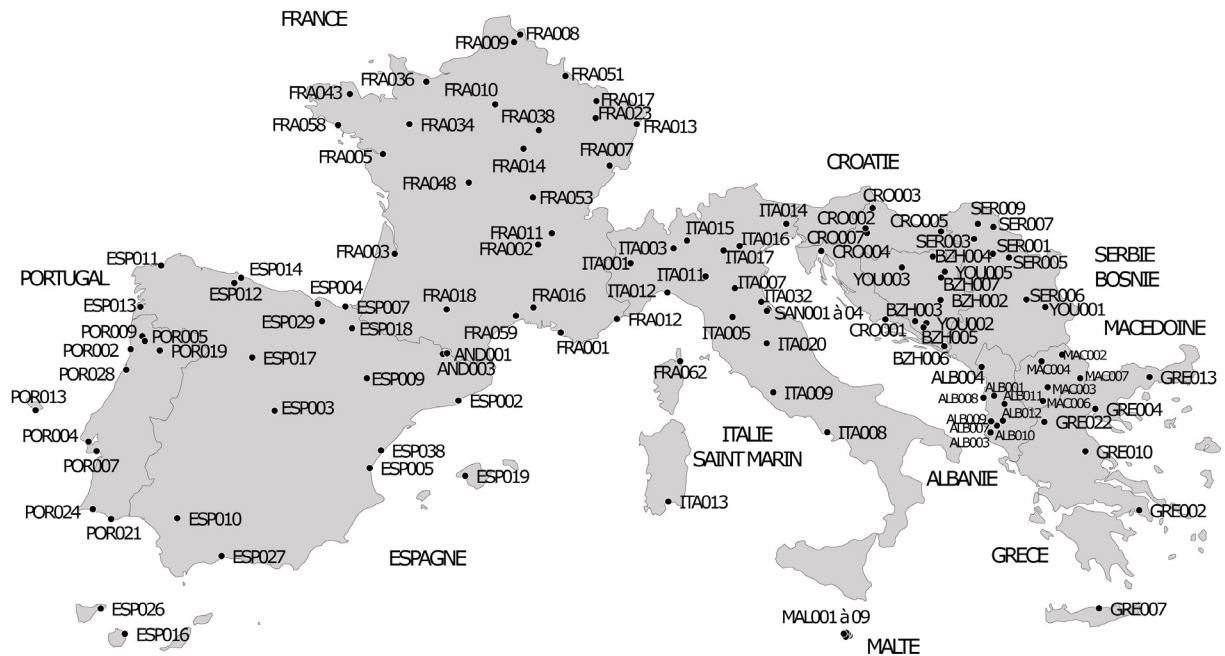 FRANCE
FRA008
FRA009
FRA051
FRA036
FRA010
FRA043
FRA017
FRA023
FRA038
FRA013
FRA058
FRA034
FRA005
FRA014
FRA007
FRA048
FRA053
FRA011
FRA002
FRA003
FRA018
FRA016
FRA059
FRA012
FRA001
FRA062
PORTUGAL
ESP011
ESP014
ESP012
ESP013
ESP004
ESP007
ESP029
ESP018
POR009
POR005
POR002
POR019
POR028
ESP017
AND001
AND003
ESP009
ESP002
ESP003
POR013
POR004
POR007
ESP038
ESP005
ESP019
POR024
POR021
ESP010
ESP027
ESPAGNE
ESP026
ESP016
CROATIE
CRO003
CRO002
CRO005
CRO007
CRO004
ITA014
ITA015
ITA003
ITA016
ITA017
ITA001
ITA011
ITA012
ITA007
ITA032
SAN001 à 04
ITA005
ITA020
ITA009
ITA008
ITALIE
SAINT MARIN
ITA013
SER009
SER007
SER003
SER001
SER005
BZH004
YOU005
YOU003
BZH007
BZH002
SER006
YOU001
SERBIE
BOSNIE
BZH003
CRO001
YOU002
BZH005
BZH006
MACEDOINE
MAC002
MAC004
MAC007
MAC003
MAC006
GRE013
ALB004
ALB001
ALB008
ALB011
ALB009
ALB012
ALB007
ALB010
ALB003
GRE004
GRE022
GRE010
ALBANIE
GRE002
GRECE
GRE007
MAL001 à 09
MALTE